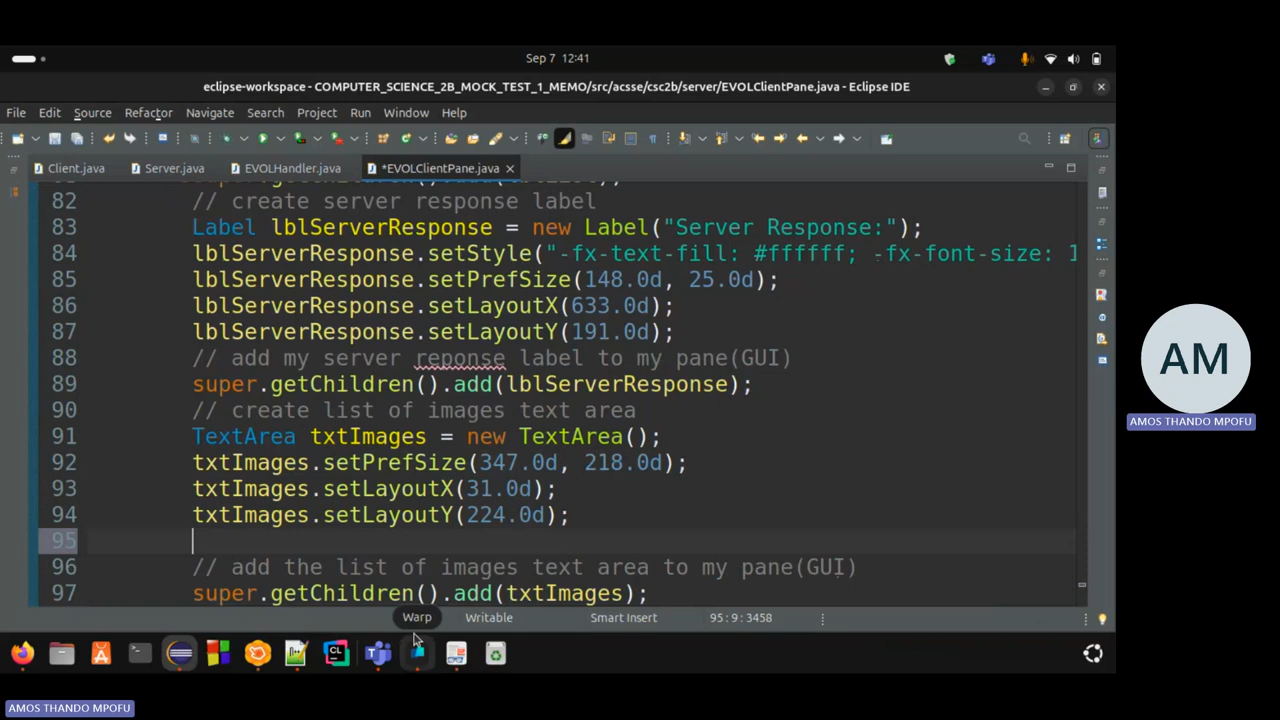 Sep 7 12:41
eclipse-workspace - COMPUTER_SCIENCE_2B_MOCK_TEST_1_MEMO/src/acsse/csc2b/server/EVOLClientPane.java - Eclipse IDE
File Edit Source Refactor Navigate Search Project Run Window Help
Client.java Server.java EVOLHandler.java *EVOLClientPane.java
82 // create server response label
83 Label lblServerResponse = new Label("Server Response:");
84 lblServerResponse.setStyle("-fx-text-fill: #ffffff; -fx-font-size: 1
85 lblServerResponse.setPrefSize(148.0d, 25.0d);
86 lblServerResponse.setLayoutX(633.0d);
87 lblServerResponse.setLayoutY(191.0d);
88 // add my server reponse label to my pane(GUI)
89 super.getChildren().add(lblServerResponse);
90 // create list of images text area
91 TextArea txtImages = new TextArea();
92 txtImages.setPrefSize(347.0d, 218.0d);
93 txtImages.setLayoutX(31.0d);
94 txtImages.setLayoutY(224.0d);
95
96 // add the list of images text area to my pane(GUI)
97 super.getChildren().add(txtImages);
Warp Writable Smart Insert 95 : 9 : 3458
CL
AM
AMOS THANDO MPOFU
AMOS THANDO MPOFU